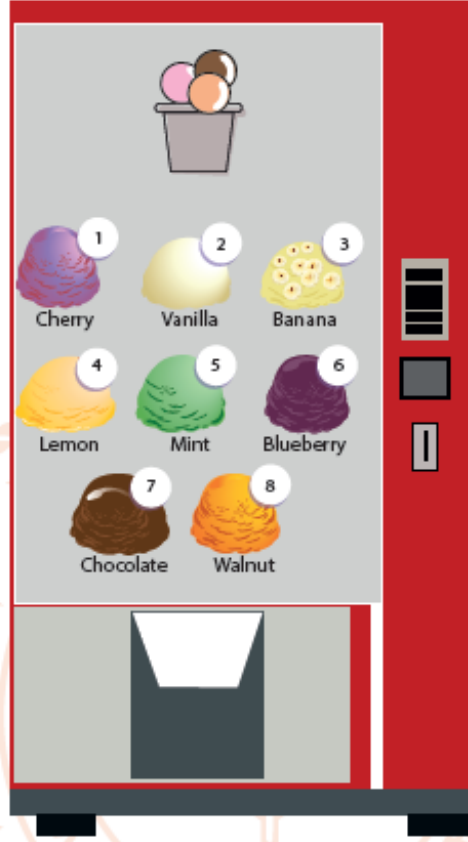 1 2 3
Cherry Vanilla Banana
4 5 6
Lemon Mint Blueberry
7 8
Chocolate Walnut